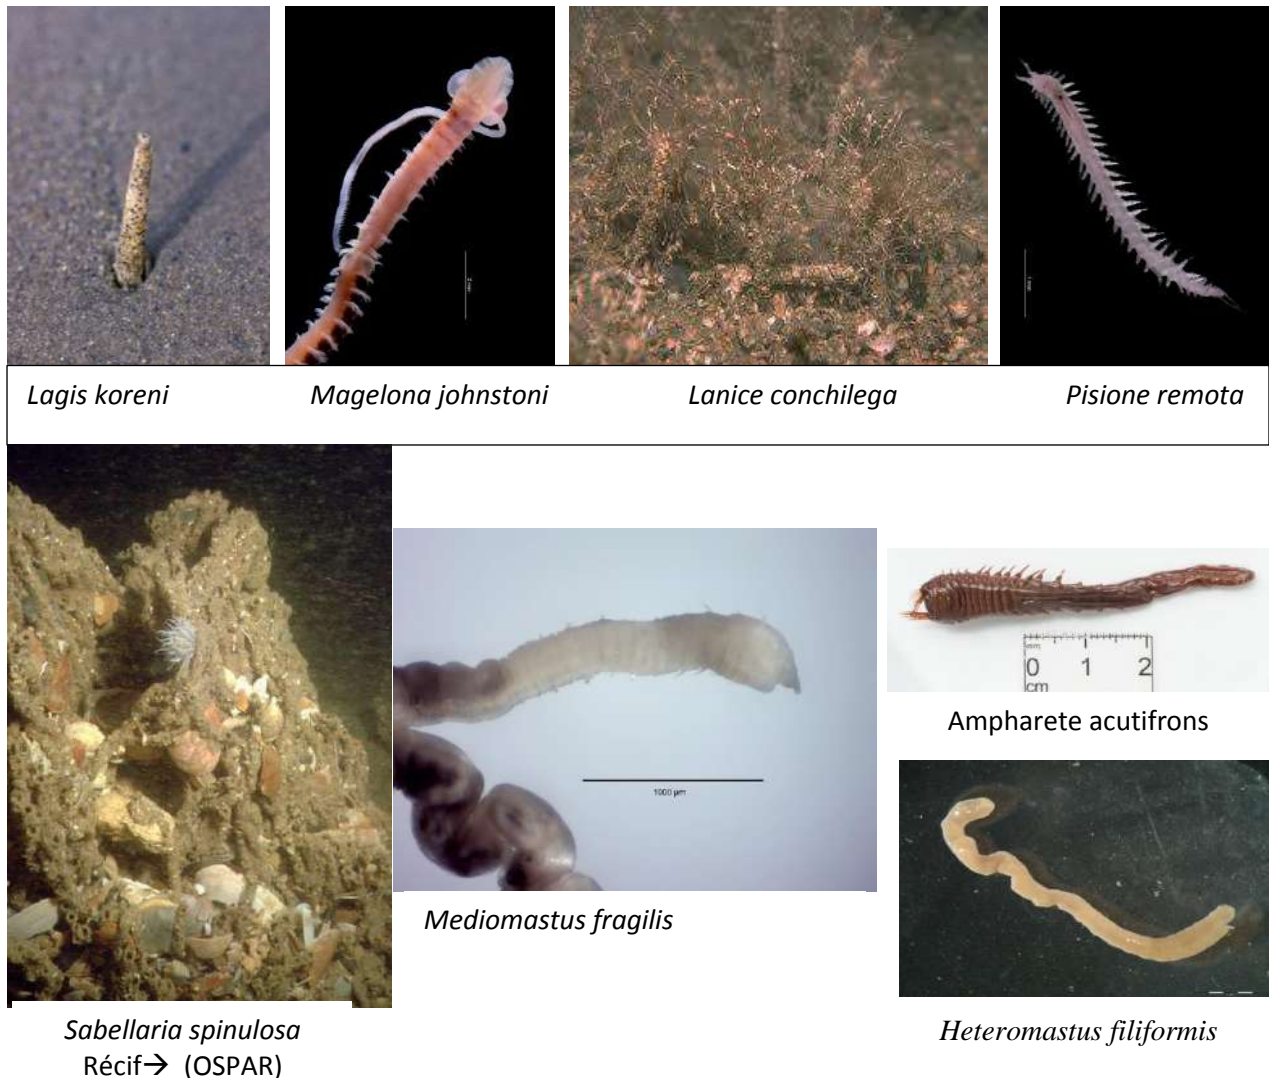 Lagis koreni
Magelona johnstoni
Lanice conchilega
Pisione remota
1000 µm
mm
0 1 2
cm
Ampharete acutifrons
Mediomastus fragilis
Sabellaria spinulosa
Récif→ (OSPAR)
Heteromastus filiformis